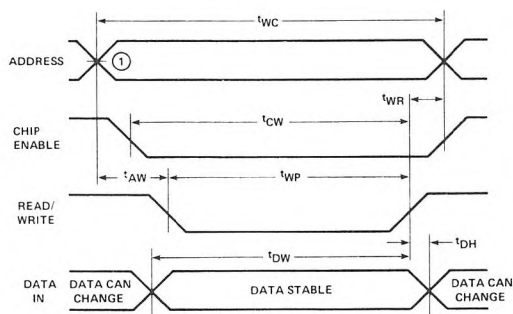 tWC
ADDRESS
1
tWR
tCW
CHIP
ENABLE
tAW
tWP
READ/
WRITE
tDH
tDW
DATA
IN
DATA CAN
CHANGE
DATA STABLE
DATA CAN
CHANGE